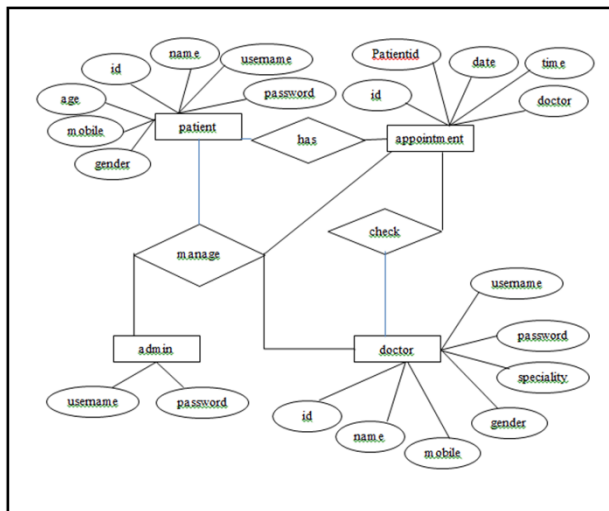 name
username
id
password
age
mobile
gender
patient
has
Patientid
date
time
id
doctor
appointment
manage
check
admin
username
password
doctor
username
password
speciality
gender
id
name
mobile